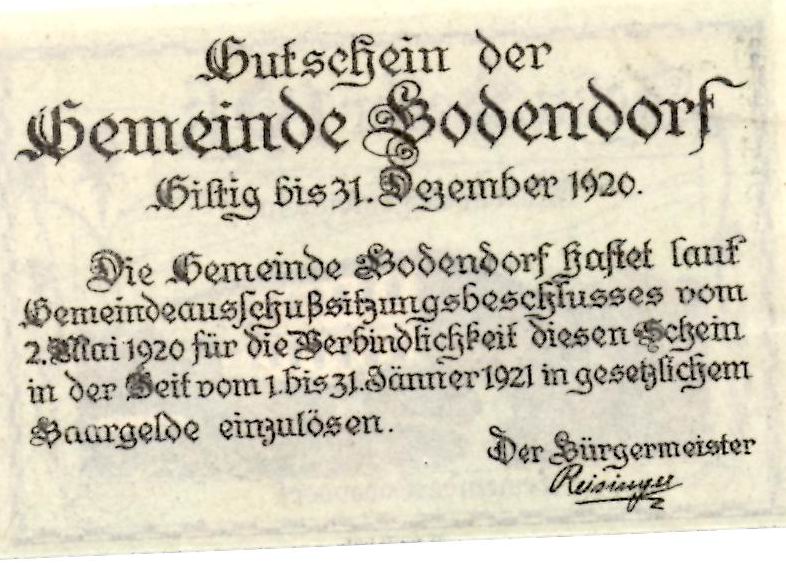 Gutschein der
Gemeinde Bodendorf
Giltig bis 31. Dezember 1920.
Die Gemeinde Bodendorf haftet laut
Gemeindeausschußsitzungsbeschlusses vom
2. Mai 1920 für die Verbindlichkeit diesen Schein
in der Zeit vom 1. bis 31. Jänner 1921 in gesetzlichem
Baargelde einzulösen.
Der Bürgermeister
Reisinger